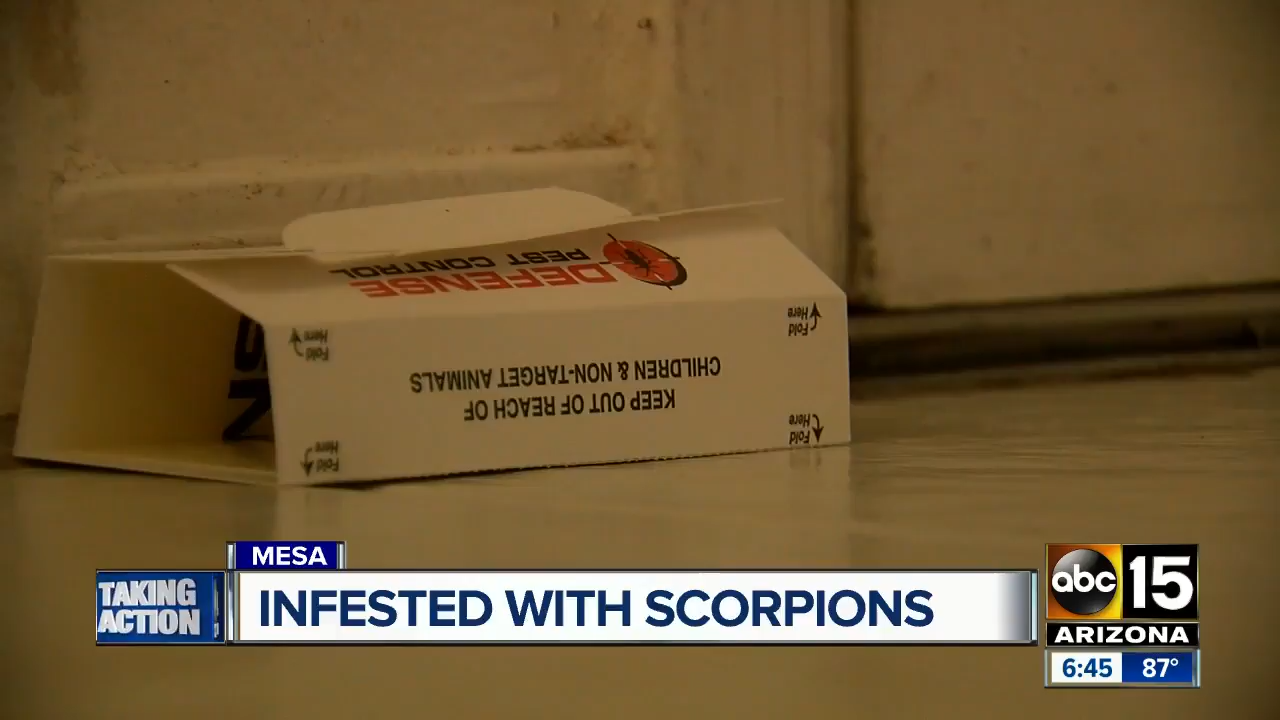 DEFENSE
PEST CONTROL
Fold
Here
Fold
Here
KEEP OUT OF REACH OF
CHILDREN & NON-TARGET ANIMALS
Fold
Here
Fold
Here
MESA
TAKING
ACTION
INFESTED WITH SCORPIONS
abc 15
ARIZONA
6:45 87°